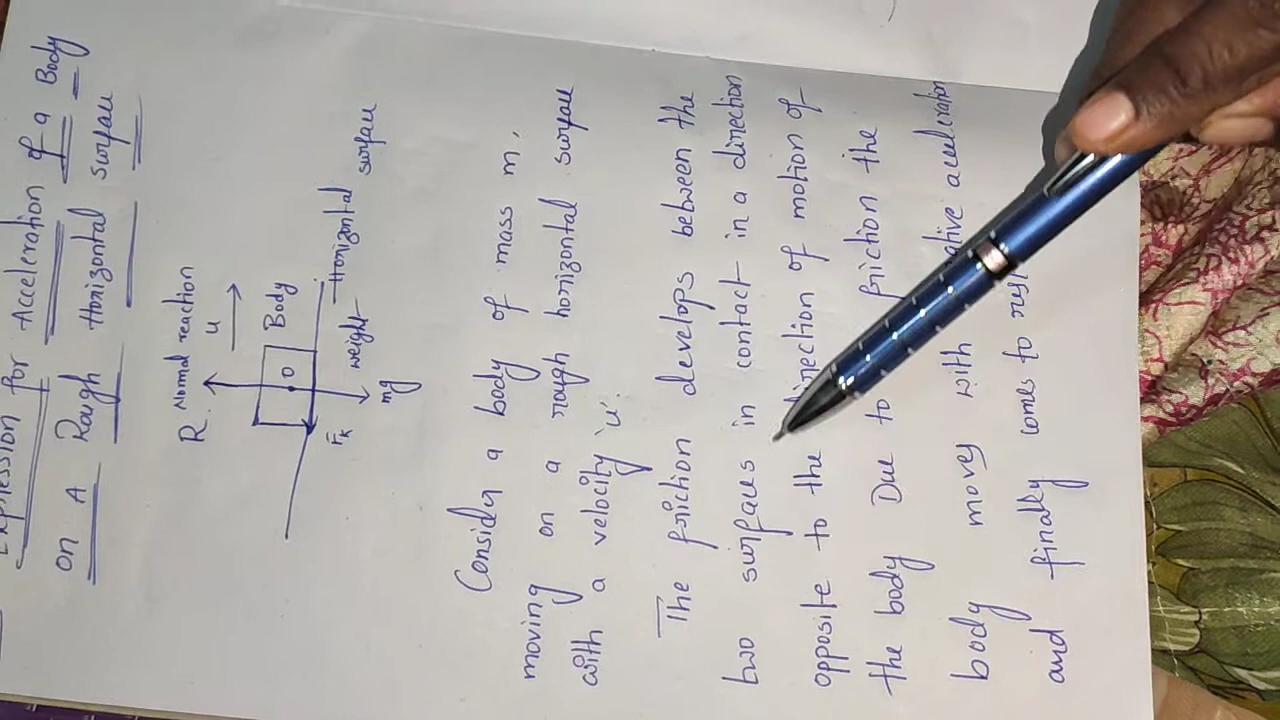 Expression for Acceleration of a Body
on A Rough Horizontal surface
R Normal reaction
u
O Body
Fk weight Horizontal surface
mg
Consider a body of mass m,
moving on a rough horizontal surface
with a velocity 'u'.
The friction develops between the
two surfaces in contact in a direction
opposite to the direction of motion of
the body Due to friction the
body moves with acceleration
and finally comes to rest